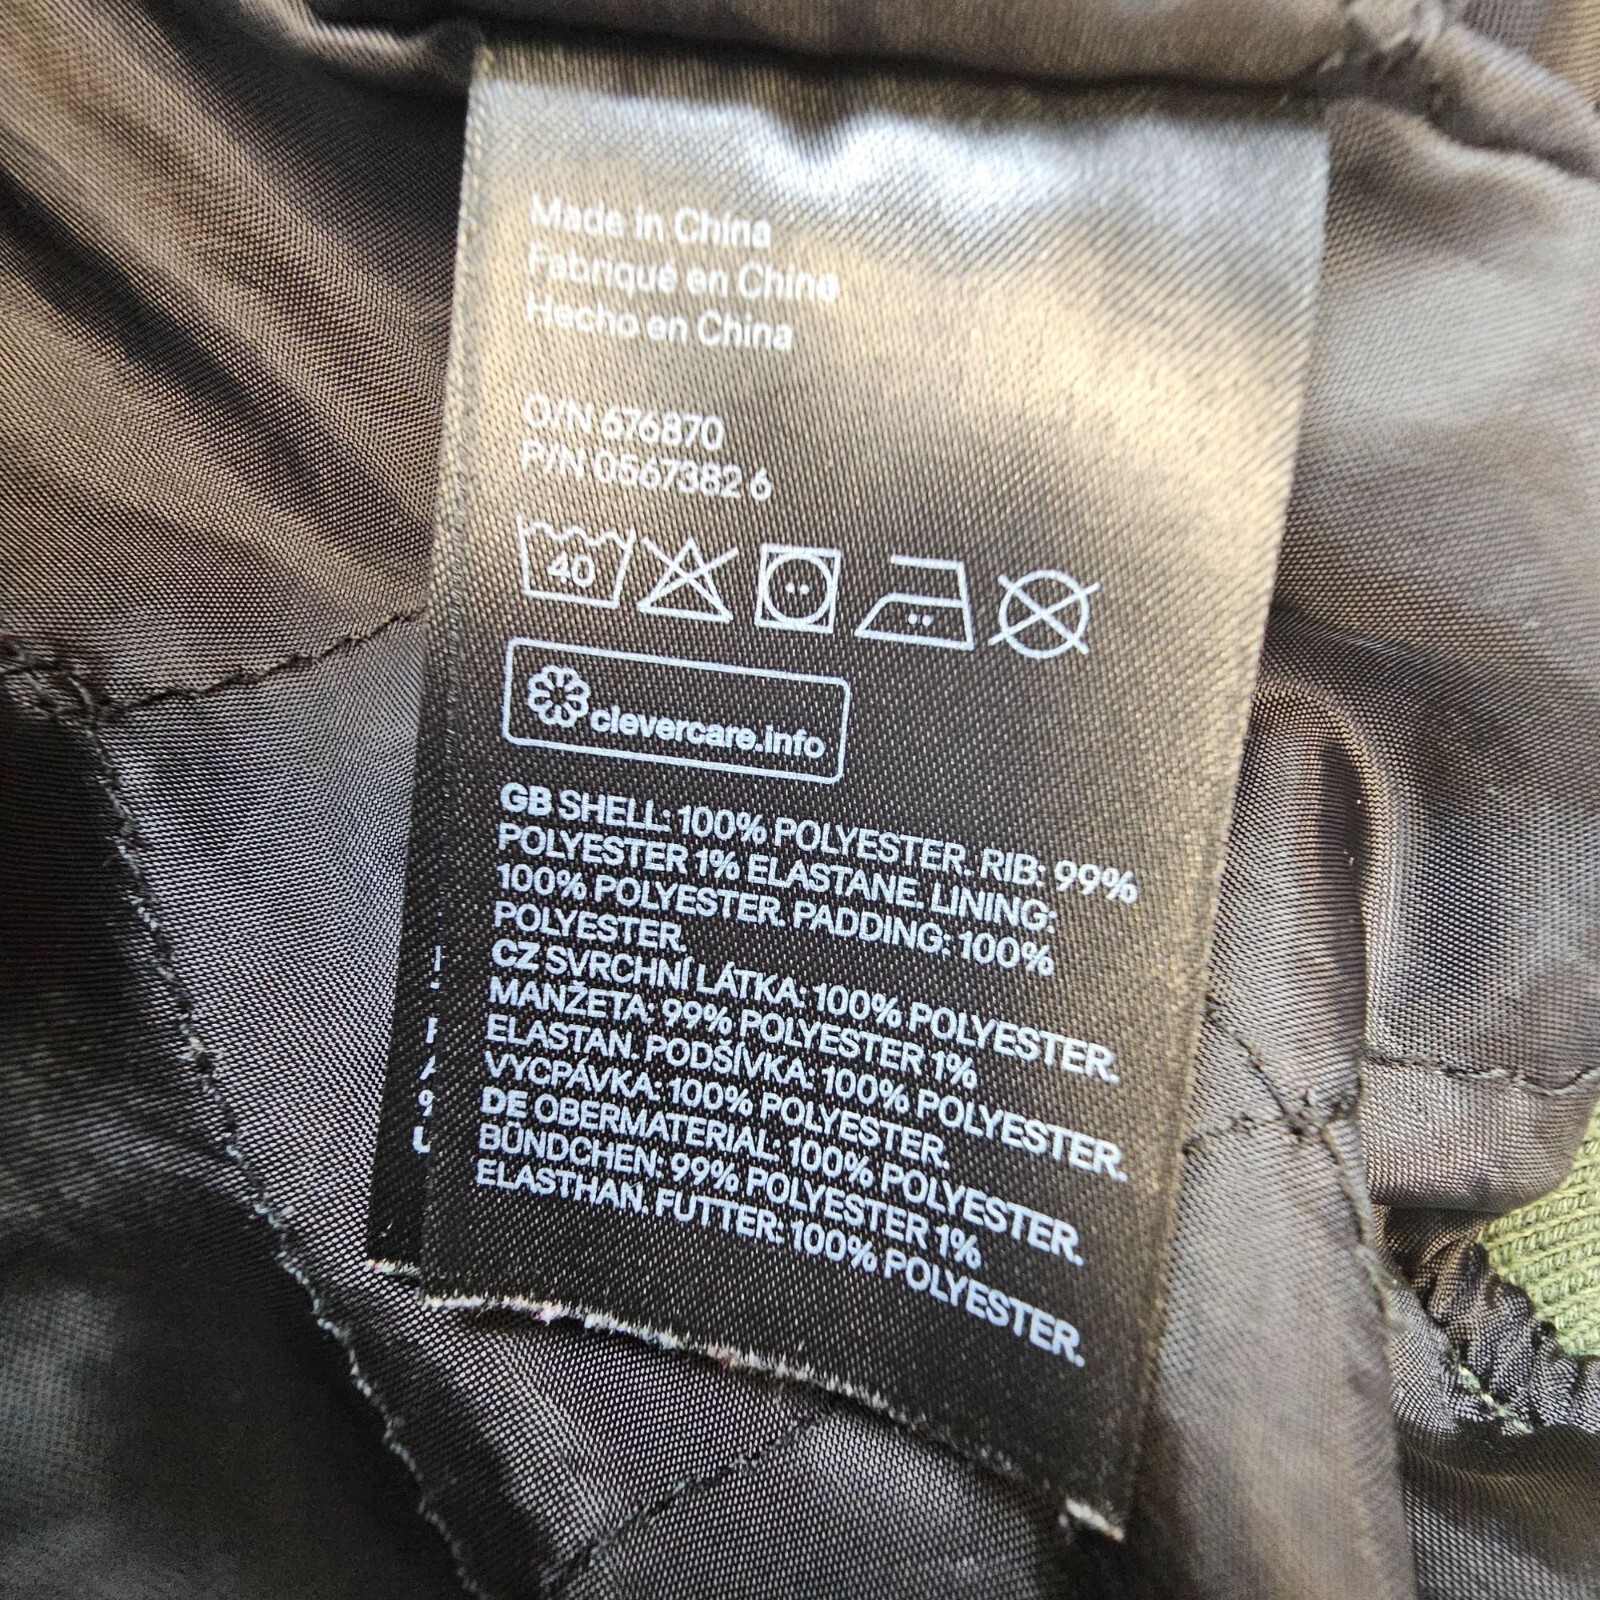 Made in China
Fabriqué en Chine
Hecho en China
O/N 676870
P/N 0567382 6
40
clevercare.info
GB SHELL: 100% POLYESTER. RIB: 99%
POLYESTER 1% ELASTANE. LINING:
100% POLYESTER. PADDING: 100%
POLYESTER.
CZ SVRCHNÍ LÁTKA: 100% POLYESTER.
MANŽETA: 99% POLYESTER 1%
ELASTAN. PODŠÍVKA: 100% POLYESTER.
VYCPÁVKA: 100% POLYESTER.
DE OBERMATERIAL: 100% POLYESTER.
BÜNDCHEN: 99% POLYESTER 1%
ELASTHAN. FUTTER: 100% POLYESTER.